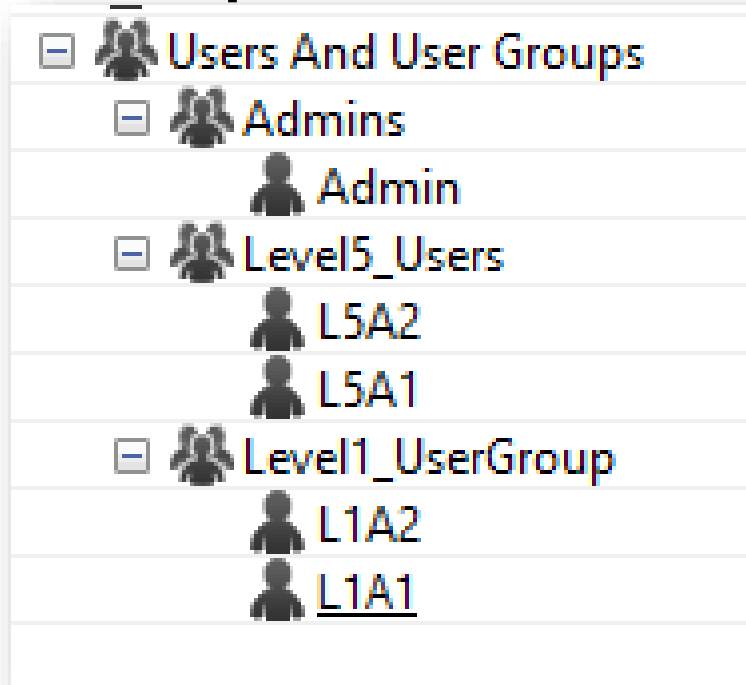 Users And User Groups
Admins
Admin
Level5_Users
L5A2
L5A1
Level1_UserGroup
L1A2
L1A1